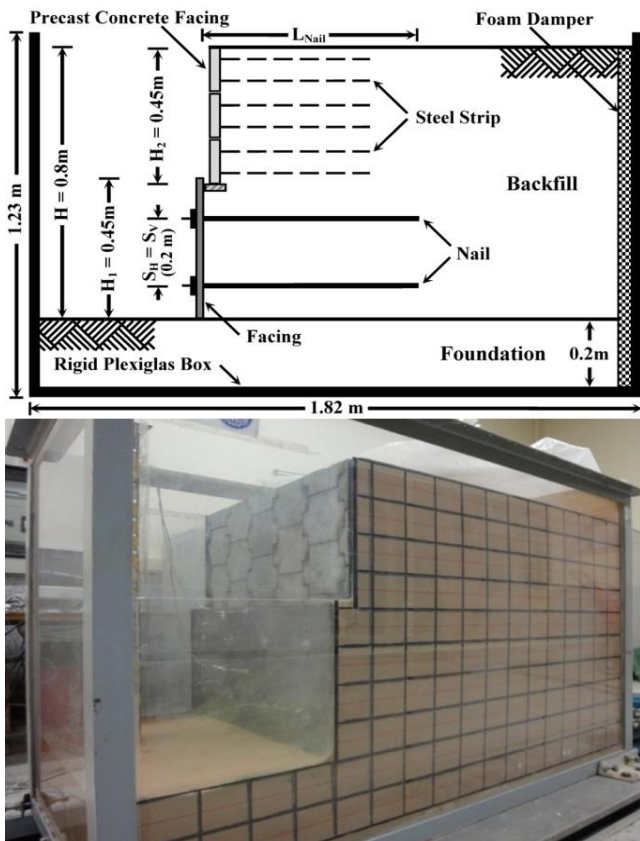 Precast Concrete Facing
L_Nail
Foam Damper
Steel Strip
H₂ = 0.45m
H = 0.8m
1.23 m
Backfill
H₁ = 0.45m
S_H = S_V
(0.2 m)
Nail
Facing
Foundation
0.2m
Rigid Plexiglas Box
1.82 m